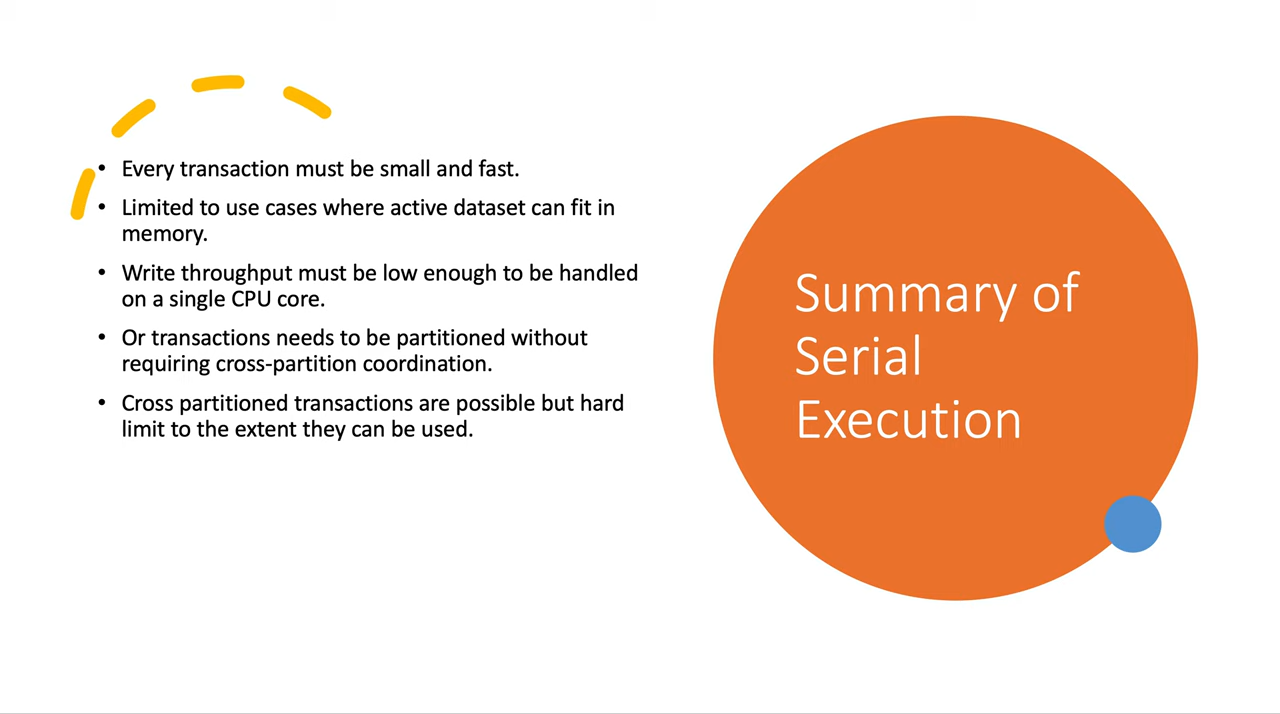 • Every transaction must be small and fast.
• Limited to use cases where active dataset can fit in
memory.
• Write throughput must be low enough to be handled
on a single CPU core.
• Or transactions needs to be partitioned without
requiring cross-partition coordination.
• Cross partitioned transactions are possible but hard
limit to the extent they can be used.
Summary of
Serial
Execution